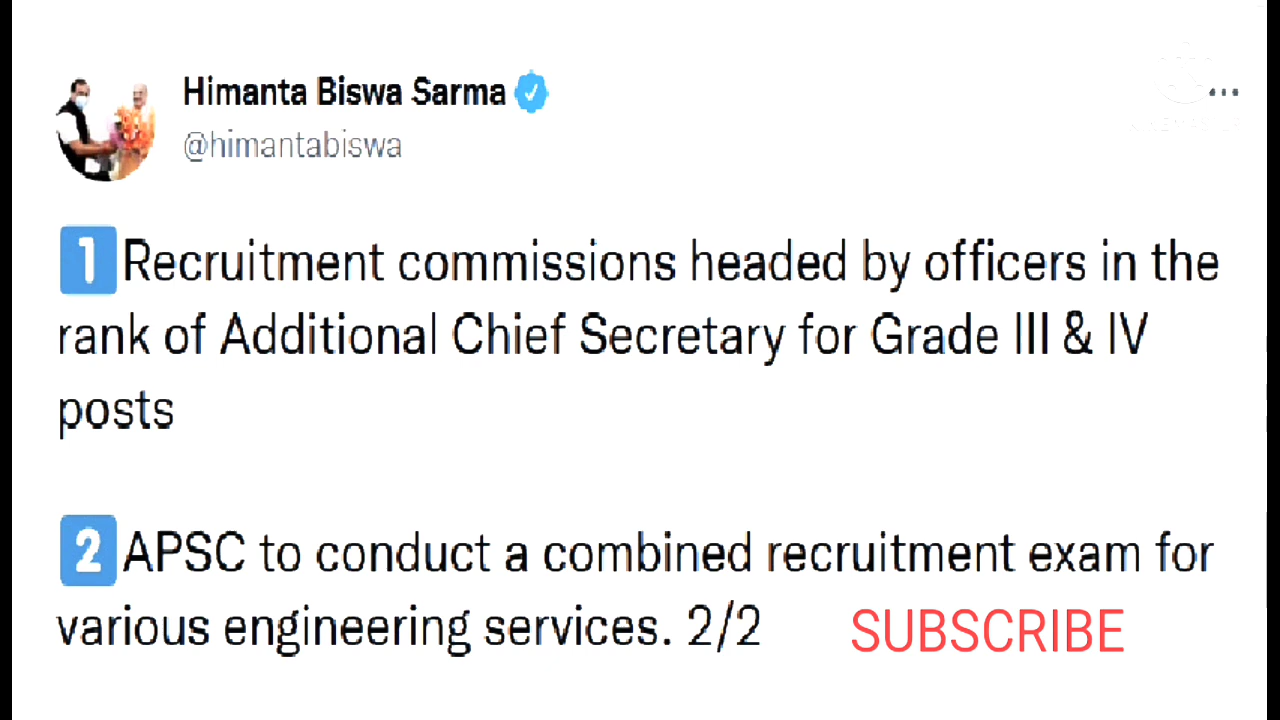 Himanta Biswa Sarma
@himantabiswa
1 Recruitment commissions headed by officers in the
rank of Additional Chief Secretary for Grade III & IV
posts
2 APSC to conduct a combined recruitment exam for
various engineering services. 2/2
SUBSCRIBE